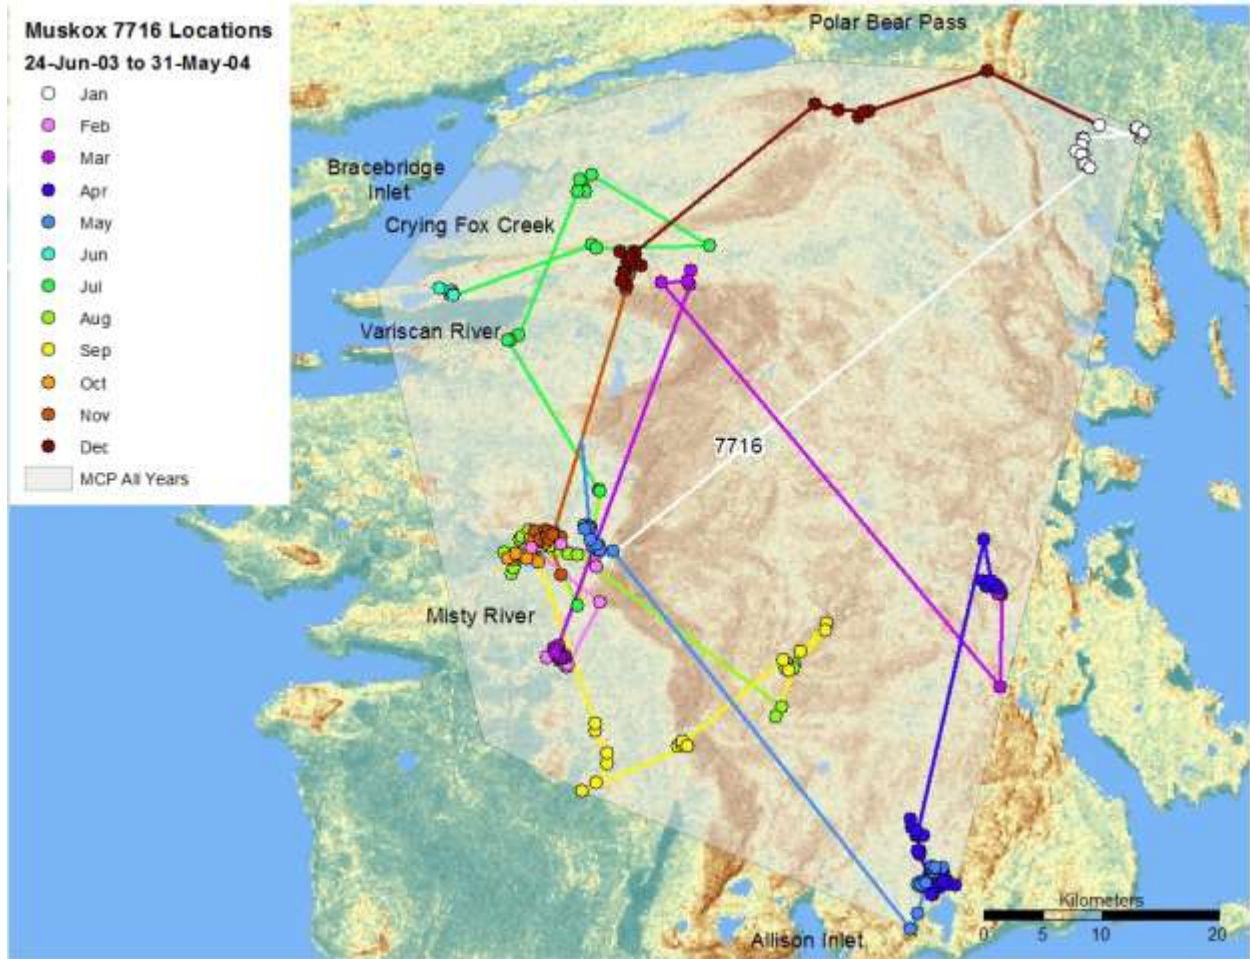 Muskox 7716 Locations
24-Jun-03 to 31-May-04
Jan
Feb
Mar
Apr
May
Jun
Jul
Aug
Sep
Oct
Nov
Dec
MCP All Years
Polar Bear Pass
Bracebridge
Inlet
Crying Fox Creek
Variscan River
7716
Misty River
Allison Inlet
Kilometers
0 5 10 20